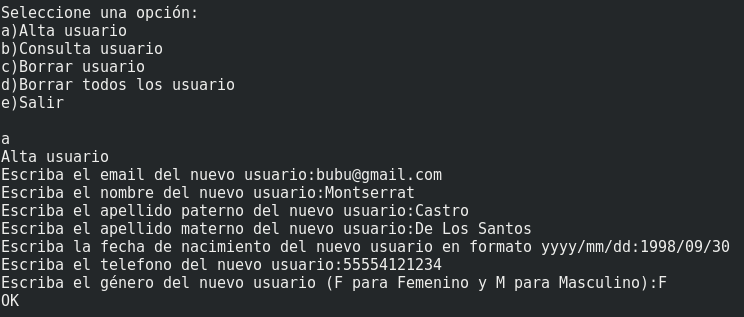 Seleccione una opción:
a)Alta usuario
b)Consulta usuario
c)Borrar usuario
d)Borrar todos los usuario
e)Salir
a
Alta usuario
Escriba el email del nuevo usuario:bubu@gmail.com
Escriba el nombre del nuevo usuario:Montserrat
Escriba el apellido paterno del nuevo usuario:Castro
Escriba el apellido materno del nuevo usuario:De Los Santos
Escriba la fecha de nacimiento del nuevo usuario en formato yyyy/mm/dd:1998/09/30
Escriba el telefono del nuevo usuario:55554121234
Escriba el género del nuevo usuario (F para Femenino y M para Masculino):F
OK